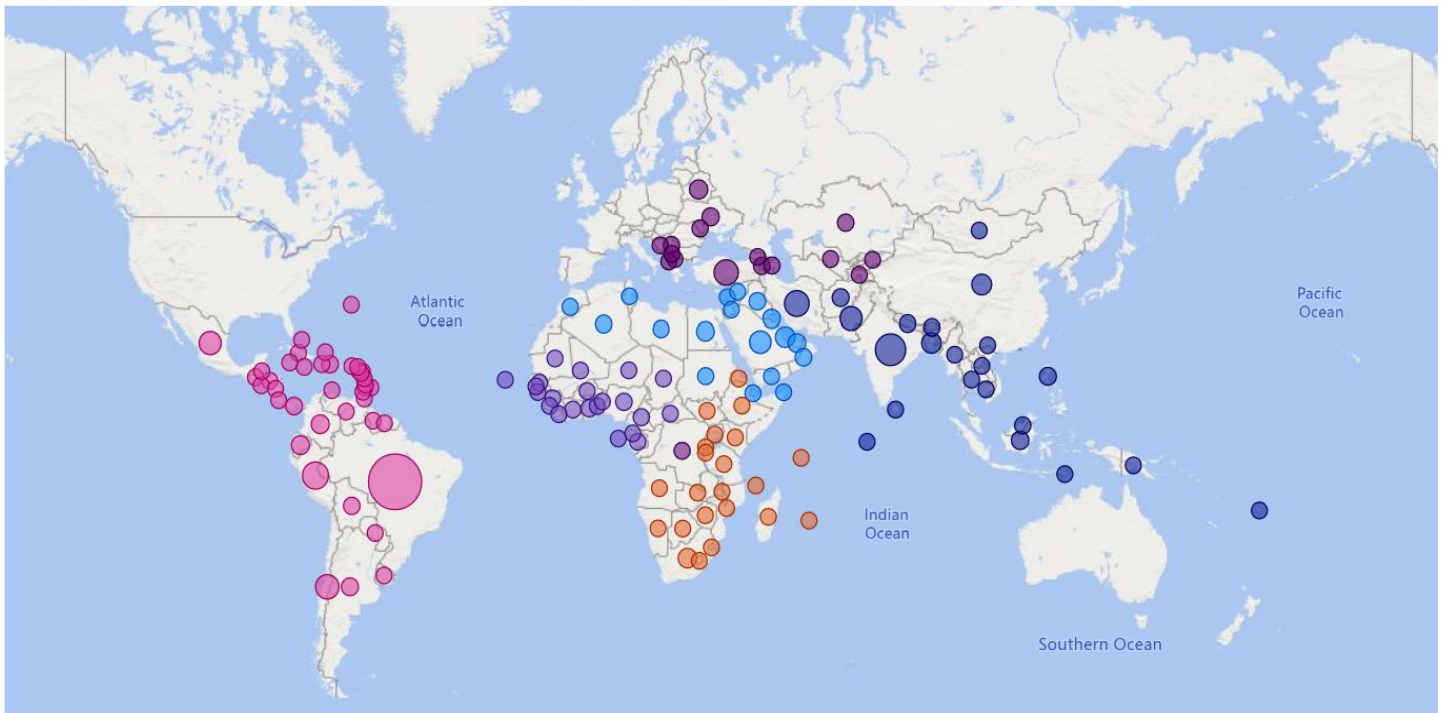 Atlantic
Ocean
Pacific
Ocean
Indian
Ocean
Southern Ocean